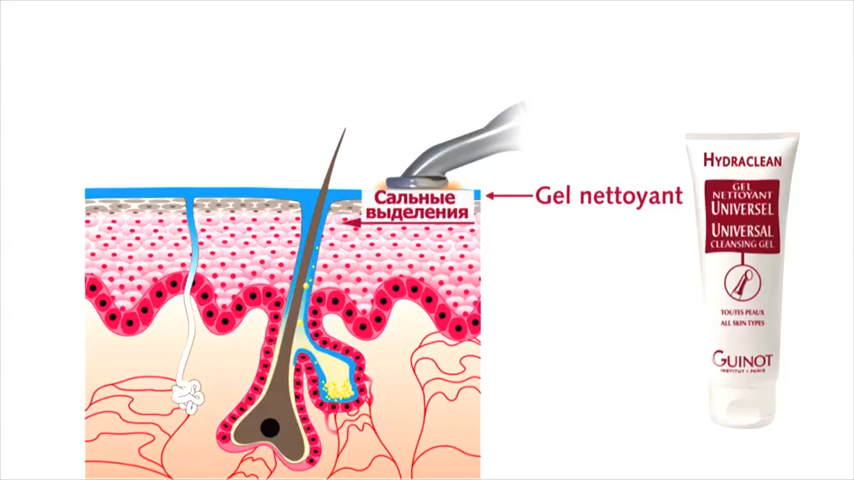 Сальные
выделения
Gel nettoyant
HYDRACLEAN
GEL
NETTOYANT
UNIVERSEL
UNIVERSAL
CLEANSING GEL
TOUTES PEAUX
ALL SKIN TYPES
GUINOT
INSTITUT • PARIS